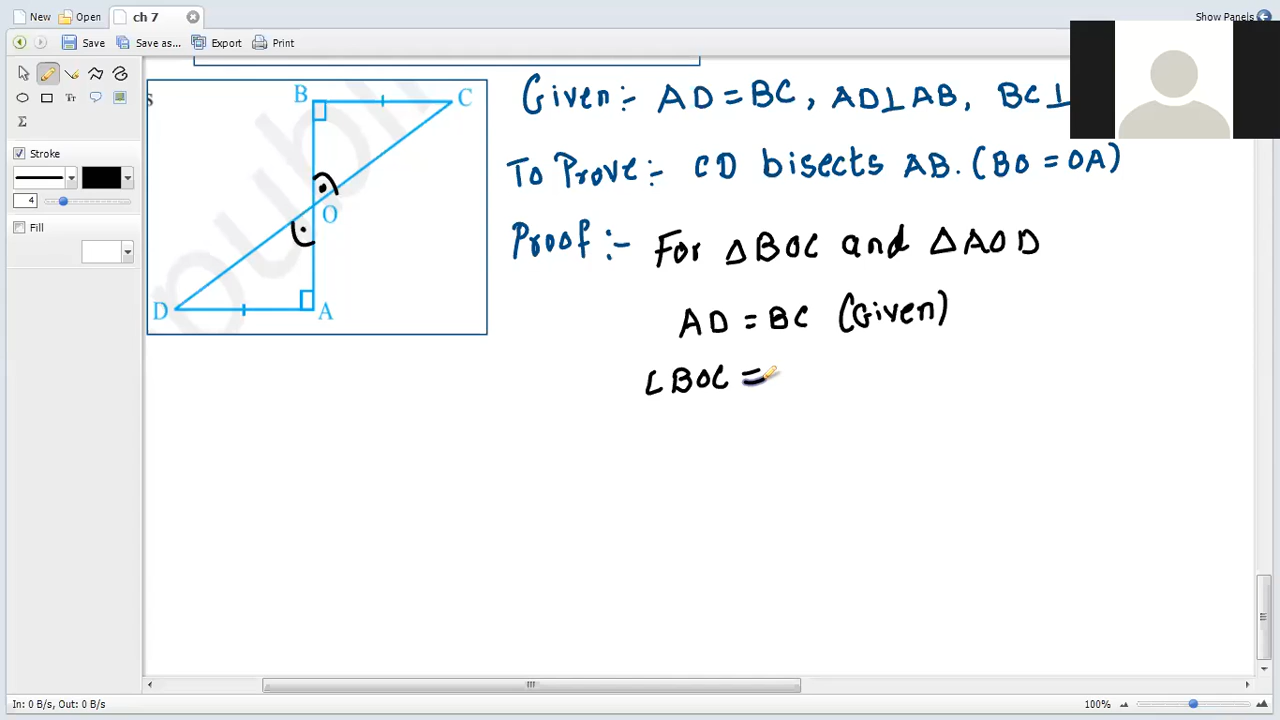 New Open ch 7 Show Panels
Save Save as... Export Print
s
B C
O
D A
Given:- AD = BC, AD⊥AB, BC⊥
To Prove:- CD bisects AB. (BO = OA)
Proof:- For △BOC and △AOD
AD = BC (Given)
∠BOC =
publi
Tr
Σ
Stroke
4
Fill
In: 0 B/s, Out: 0 B/s 100%